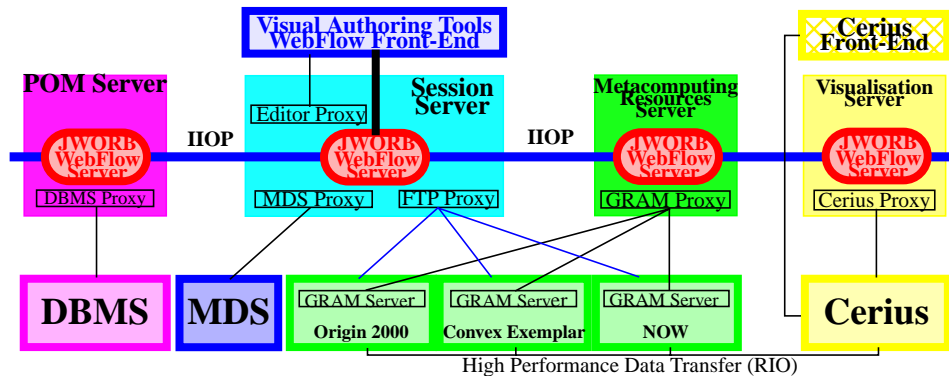 Visual Authoring Tools
WebFlow Front-End
Cerius
Front-End
POM Server
Session
Server
Metacomputing
Resources
Server
Visualisation
Server
Editor Proxy
IIOP
IIOP
JWORB
WebFlow
Server
JWORB
WebFlow
Server
JWORB
WebFlow
Server
JWORB
WebFlow
Server
DBMS Proxy
MDS Proxy
FTP Proxy
GRAM Proxy
Cerius Proxy
DBMS
MDS
GRAM Server
Origin 2000
GRAM Server
Convex Exemplar
GRAM Server
NOW
Cerius
High Performance Data Transfer (RIO)